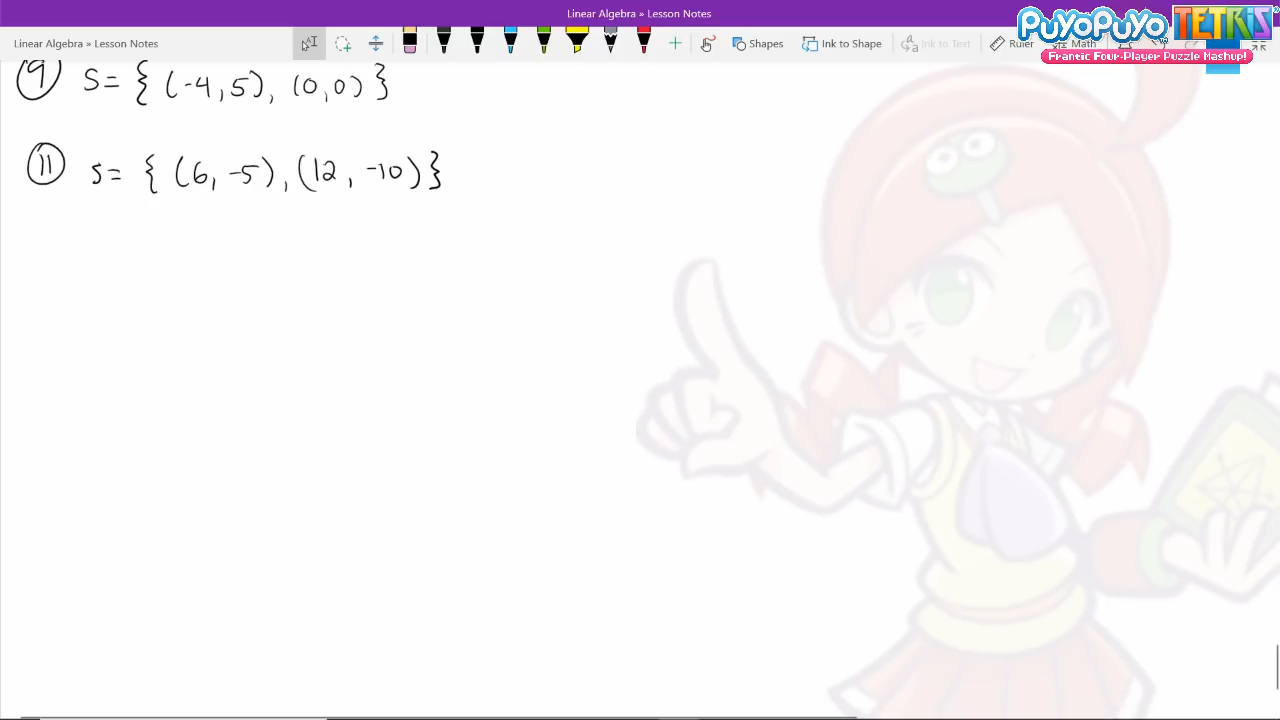 Linear Algebra » Lesson Notes
Linear Algebra » Lesson Notes
Shapes
Ink to Shape
Ink to Text
Ruler
Math
PUYOPUYO TETRIS
Frantic Four-Player Puzzle Mashup!
9 S = { (-4, 5), (0,0) }
11 S = { (6, -5), (12, -10) }